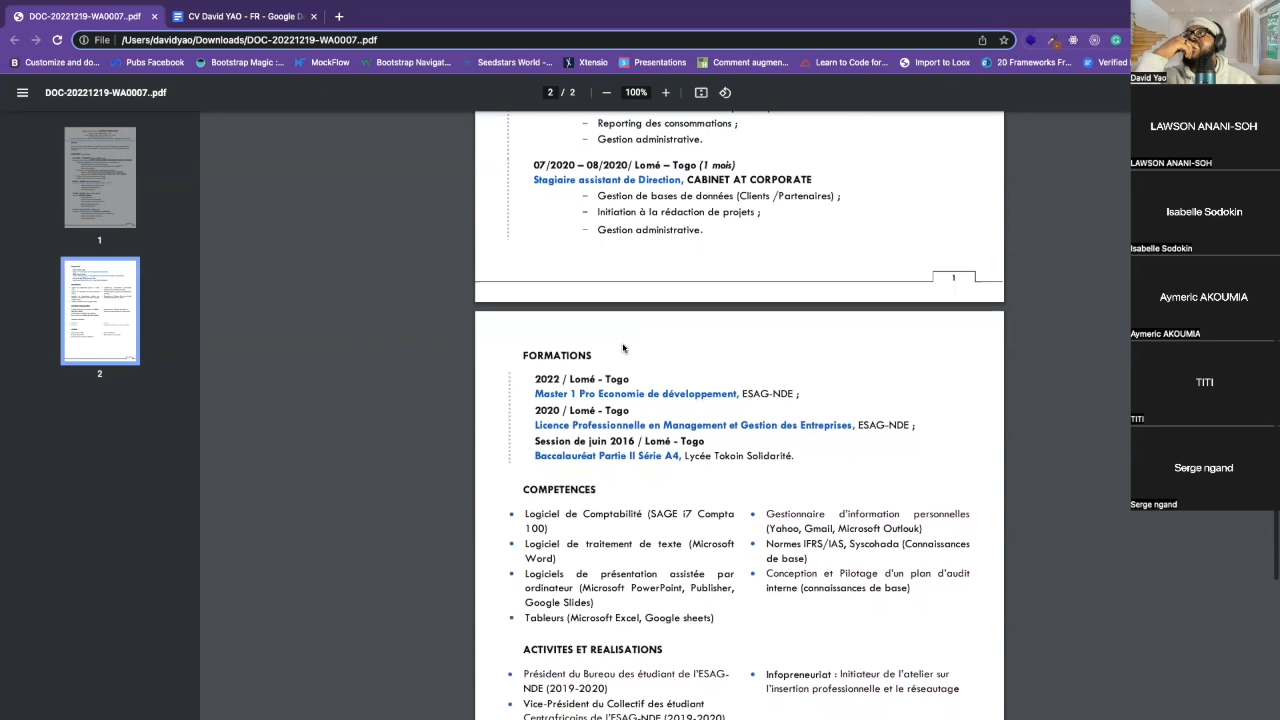 DOC-20221219-WA0007..pdf
CV David YAO - FR - Google D
File /Users/davidyao/Downloads/DOC-20221219-WA0007..pdf
Customize and do... Pubs Facebook Bootstrap Magic :... MockFlow Bootstrap Navigat... Seedstars World -... Xtensio Presentations Comment augmen... Learn to Code for... Import to Loox 20 Frameworks Fr... Verified
DOC-20221219-WA0007..pdf
2 / 2 100%
1
2
– Reporting des consommations ;
– Gestion administrative.
07/2020 – 08/2020/ Lomé – Togo (1 mois)
Stagiaire assistant de Direction, CABINET AT CORPORATE
– Gestion de bases de données (Clients /Partenaires) ;
– Initiation à la rédaction de projets ;
– Gestion administrative.
1
FORMATIONS
2022 / Lomé - Togo
Master 1 Pro Economie de développement, ESAG-NDE ;
2020 / Lomé - Togo
Licence Professionnelle en Management et Gestion des Entreprises, ESAG-NDE ;
Session de juin 2016 / Lomé - Togo
Baccalauréat Partie II Série A4, Lycée Tokoin Solidarité.
COMPETENCES
• Logiciel de Comptabilité (SAGE i7 Compta
100)
• Logiciel de traitement de texte (Microsoft
Word)
• Logiciels de présentation assistée par
ordinateur (Microsoft PowerPoint, Publisher,
Google Slides)
• Tableurs (Microsoft Excel, Google sheets)
• Gestionnaire d'information personnelles
(Yahoo, Gmail, Microsoft Outlouk)
• Normes IFRS/IAS, Syscohada (Connaissances
de base)
• Conception et Pilotage d'un plan d'audit
interne (connaissances de base)
ACTIVITES ET REALISATIONS
• Président du Bureau des étudiant de l'ESAG-
NDE (2019-2020)
• Vice-Président du Collectif des étudiant
Centrafricains de l'ESAG-NDE (2019-2020)
• Infopreneuriat : Initiateur de l'atelier sur
l'insertion professionnelle et le réseautage
David Yao
LAWSON ANANI-SOH
LAWSON ANANI-SOH
Isabelle Sodokin
Isabelle Sodokin
Aymeric AKOUMIA
Aymeric AKOUMIA
TITI
TITI
Serge ngand
Serge ngand